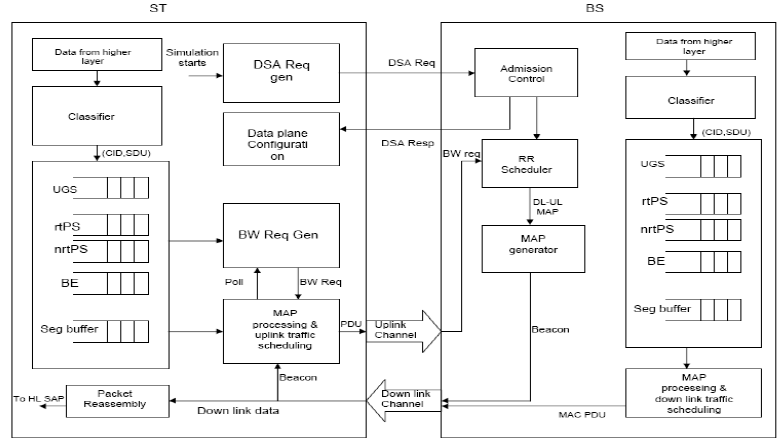 ST
BS
Data from higher
layer
Simulation
starts
DSA Req
gen
DSA Req
Admission
Control
Data from higher
layer
Classifier
Classifier
(CID,SDU)
(CID,SDU)
Data plane
Configurati
on
DSA Resp
BW req
RR
Scheduler
DL-UL
MAP
MAP
generator
UGS
rtPS
nrtPS
BE
Seg buffer
BW Req Gen
Poll
BW Req
MAP
processing &
uplink traffic
scheduling
PDU
Uplink
Channel
Beacon
UGS
rtPS
nrtPS
BE
Seg buffer
To HL SAP
Packet
Reassembly
Beacon
Down link data
Down link
Channel
MAC PDU
MAP
processing &
down link traffic
scheduling